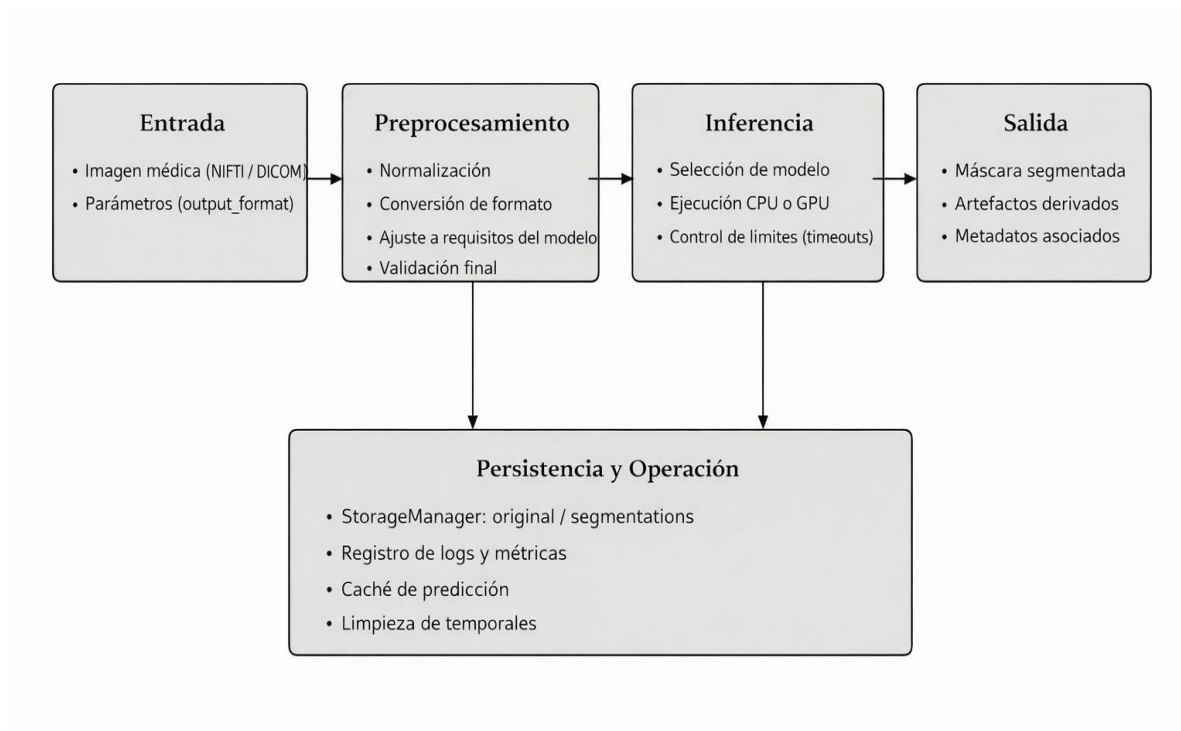 Entrada
• Imagen médica (NIFTI / DICOM)
• Parámetros (output_format)
Preprocesamiento
• Normalización
• Conversión de formato
• Ajuste a requisitos del modelo
• Validación final
Inferencia
• Selección de modelo
• Ejecución CPU o GPU
• Control de limites (timeouts)
Salida
• Máscara segmentada
• Artefactos derivados
• Metadatos asociados
Persistencia y Operación
• StorageManager: original / segmentations
• Registro de logs y métricas
• Caché de predicción
• Limpieza de temporales